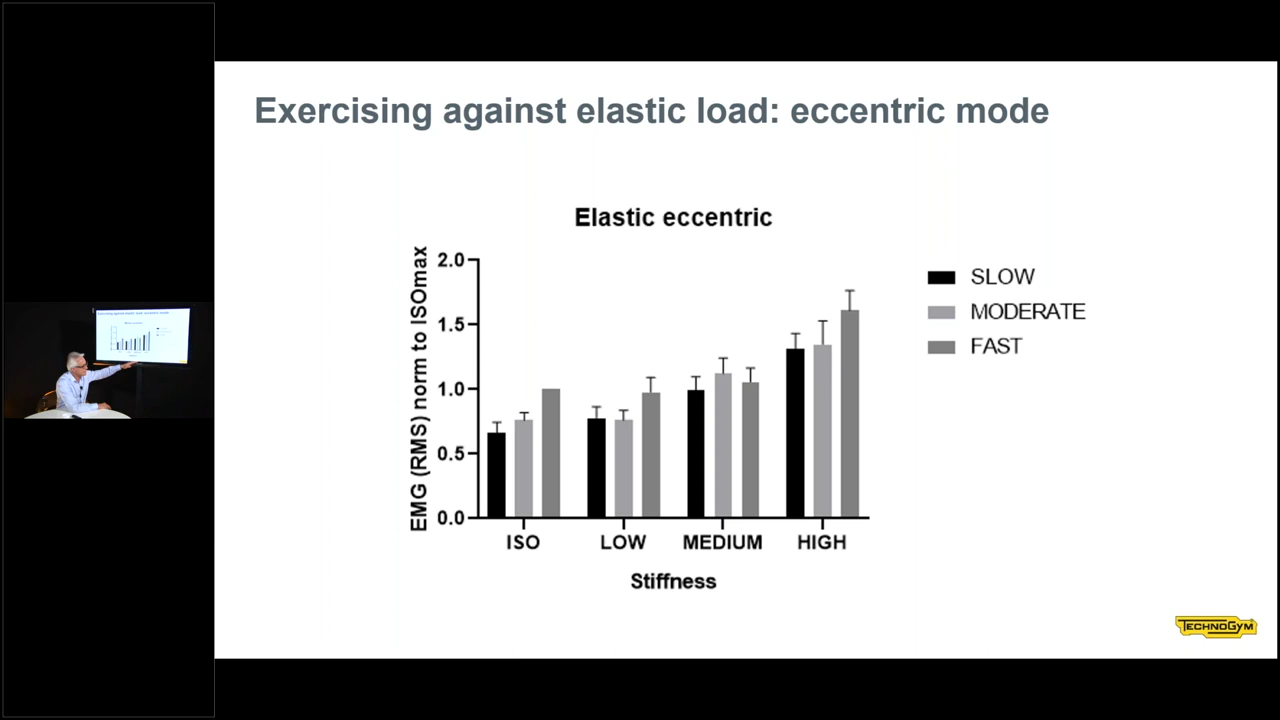 Exercising against elastic load: eccentric mode
Elastic eccentric
EMG (RMS) norm to ISOmax
2.0
1.5
1.0
0.5
0.0
ISO
LOW
MEDIUM
HIGH
Stiffness
SLOW
MODERATE
FAST
TECHNOGYM